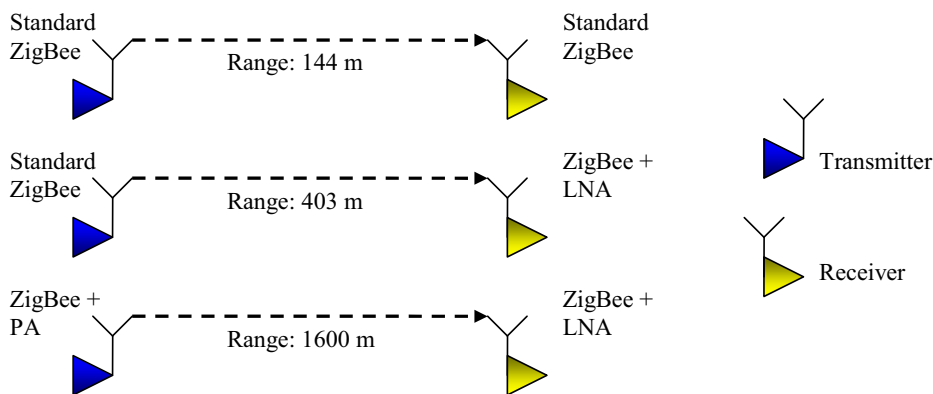 Standard
ZigBee
Range: 144 m
Standard
ZigBee
Standard
ZigBee
Range: 403 m
ZigBee +
LNA
ZigBee +
PA
Range: 1600 m
ZigBee +
LNA
Transmitter
Receiver